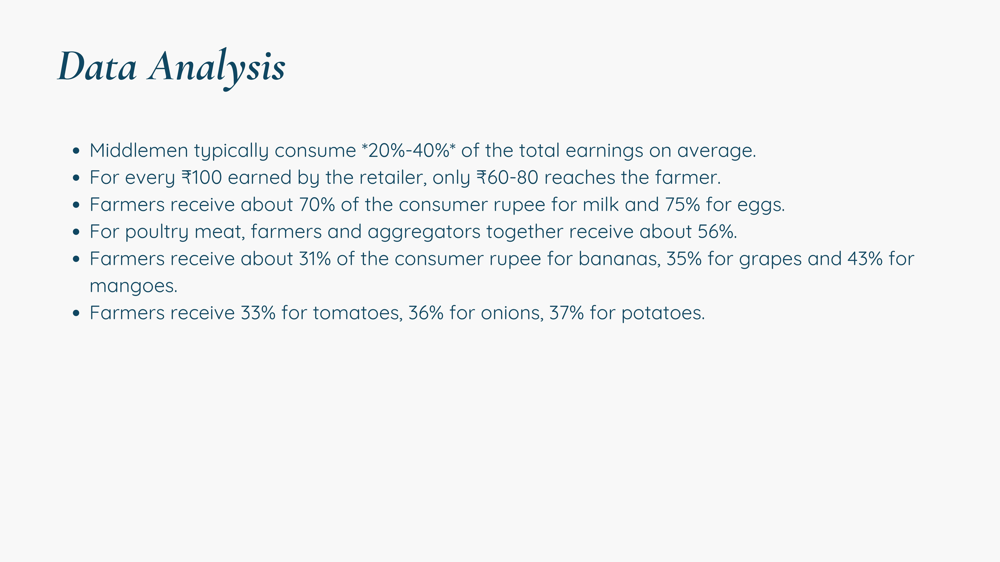 Data Analysis
• Middlemen typically consume *20%-40%* of the total earnings on average.
• For every ₹100 earned by the retailer, only ₹60-80 reaches the farmer.
• Farmers receive about 70% of the consumer rupee for milk and 75% for eggs.
• For poultry meat, farmers and aggregators together receive about 56%.
• Farmers receive about 31% of the consumer rupee for bananas, 35% for grapes and 43% for
mangoes.
• Farmers receive 33% for tomatoes, 36% for onions, 37% for potatoes.